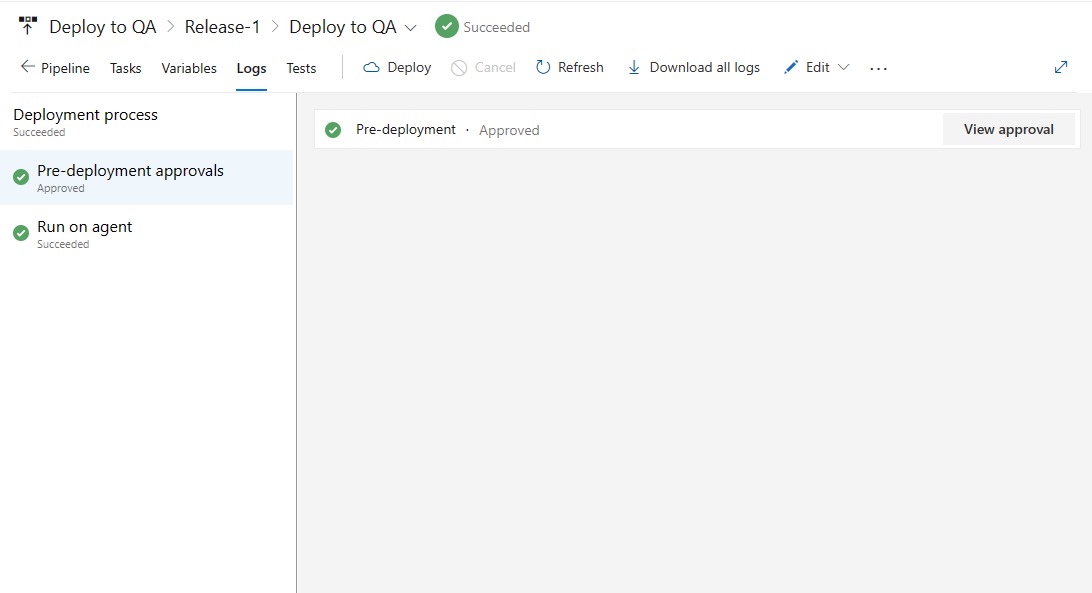 Deploy to QA > Release-1 > Deploy to QA Succeeded
Pipeline Tasks Variables Logs Tests Deploy Cancel Refresh Download all logs Edit ...
Deployment process
Succeeded
Pre-deployment approvals
Approved
Run on agent
Succeeded
Pre-deployment · Approved View approval